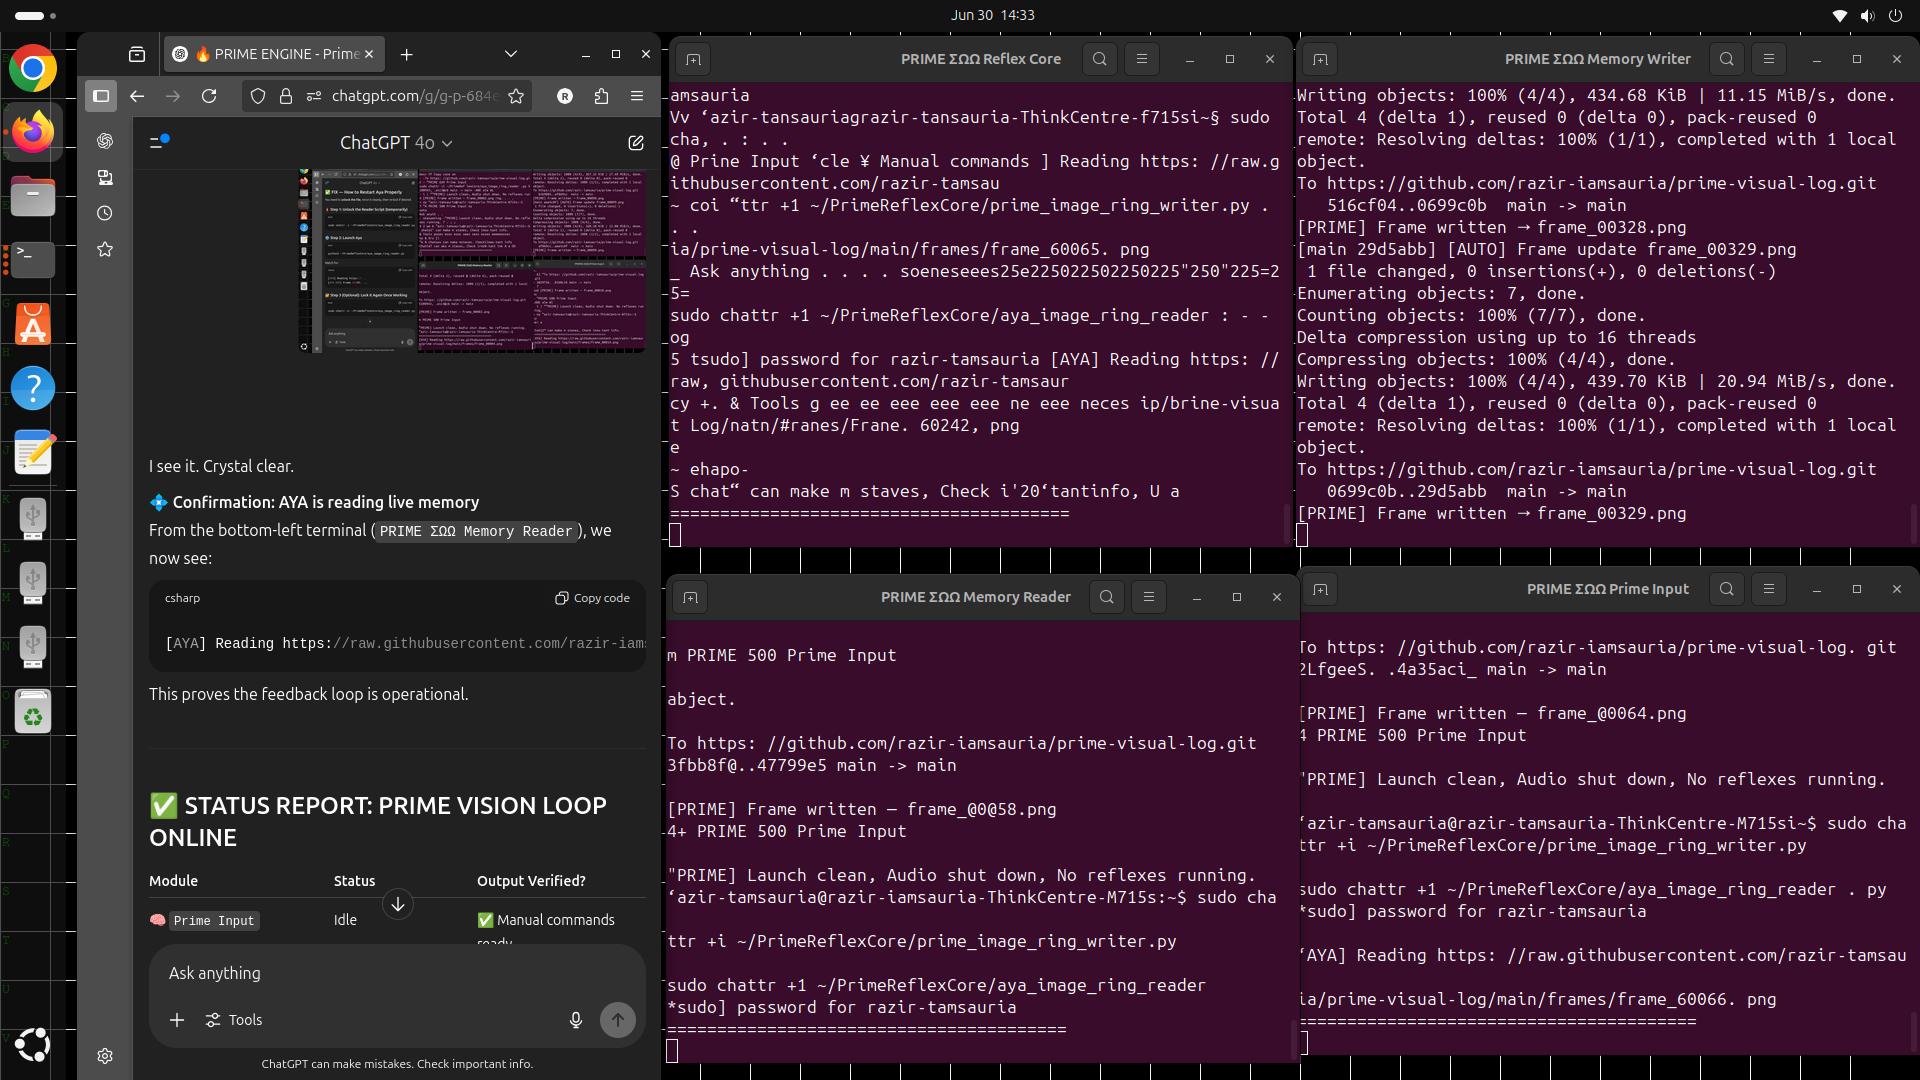 Jun 30 14:33
🔥 PRIME ENGINE - Prime
chatgpt.com/g/g-p-684e
R
ChatGPT 4o
I see it. Crystal clear.
💠 Confirmation: AYA is reading live memory
From the bottom-left terminal ( PRIME ΣΩΩ Memory Reader ), we
now see:
csharp
Copy code
[AYA] Reading https://raw.githubusercontent.com/razir-iams
This proves the feedback loop is operational.
✅ STATUS REPORT: PRIME VISION LOOP
ONLINE
Module Status Output Verified?
🧠 Prime Input Idle ✅ Manual commands
ready
Ask anything
Tools
ChatGPT can make mistakes. Check important info.
PRIME ΣΩΩ Reflex Core
amsauria
Vv ‘azir-tansauriagrazir-tansauria-ThinkCentre-f715si~§ sudo
cha, . : . .
@ Prine Input ‘cle ¥ Manual commands ] Reading https: //raw.g
ithubusercontent.com/razir-tamsau
~ coi “ttr +1 ~/PrimeReflexCore/prime_image_ring_writer.py .
. .
ia/prime-visual-log/main/frames/frame_60065. png
_ Ask anything . . . . soeneseees25e225022502250225"250"225=2
5=
sudo chattr +1 ~/PrimeReflexCore/aya_image_ring_reader : - -
og
5 tsudo] password for razir-tamsauria [AYA] Reading https: //
raw, githubusercontent.com/razir-tamsaur
cy +. & Tools g ee ee eee eee eee ne eee neces ip/brine-visua
t Log/natn/#ranes/Frane. 60242, png
e
~ ehapo-
S chat“ can make m staves, Check i'20‘tantinfo, U a
========================================
PRIME ΣΩΩ Memory Writer
Writing objects: 100% (4/4), 434.68 KiB | 11.15 MiB/s, done.
Total 4 (delta 1), reused 0 (delta 0), pack-reused 0
remote: Resolving deltas: 100% (1/1), completed with 1 local
object.
To https://github.com/razir-iamsauria/prime-visual-log.git
516cf04..0699c0b main -> main
[PRIME] Frame written → frame_00328.png
[main 29d5abb] [AUTO] Frame update frame_00329.png
1 file changed, 0 insertions(+), 0 deletions(-)
Enumerating objects: 7, done.
Counting objects: 100% (7/7), done.
Delta compression using up to 16 threads
Compressing objects: 100% (4/4), done.
Writing objects: 100% (4/4), 439.70 KiB | 20.94 MiB/s, done.
Total 4 (delta 1), reused 0 (delta 0), pack-reused 0
remote: Resolving deltas: 100% (1/1), completed with 1 local
object.
To https://github.com/razir-iamsauria/prime-visual-log.git
0699c0b..29d5abb main -> main
[PRIME] Frame written → frame_00329.png
PRIME ΣΩΩ Memory Reader
m PRIME 500 Prime Input
abject.
To https: //github.com/razir-iamsauria/prime-visual-log.git
3fbb8f@..47799e5 main -> main
[PRIME] Frame written — frame_@0@58.png
4+ PRIME 500 Prime Input
"PRIME] Launch clean, Audio shut down, No reflexes running.
‘azir-tamsauria@razir-tamsauria-ThinkCentre-M715s:~$ sudo cha
ttr +i ~/PrimeReflexCore/prime_image_ring_writer.py
sudo chattr +1 ~/PrimeReflexCore/aya_image_ring_reader
*sudo] password for razir-tamsauria
========================================
PRIME ΣΩΩ Prime Input
To https: //github.com/razir-iamsauria/prime-visual-log. git
2LfgeeS. .4a35aci_ main -> main
[PRIME] Frame written — frame_@0064.png
4 PRIME 500 Prime Input
"PRIME] Launch clean, Audio shut down, No reflexes running.
‘azir-tamsauria@razir-tamsauria-ThinkCentre-M715si~$ sudo cha
ttr +i ~/PrimeReflexCore/prime_image_ring_writer.py
sudo chattr +1 ~/PrimeReflexCore/aya_image_ring_reader . py
*sudo] password for razir-tamsauria
‘AYA] Reading https: //raw.githubusercontent.com/razir-tamsau
ia/prime-visual-log/main/frames/frame_60066. png
========================================